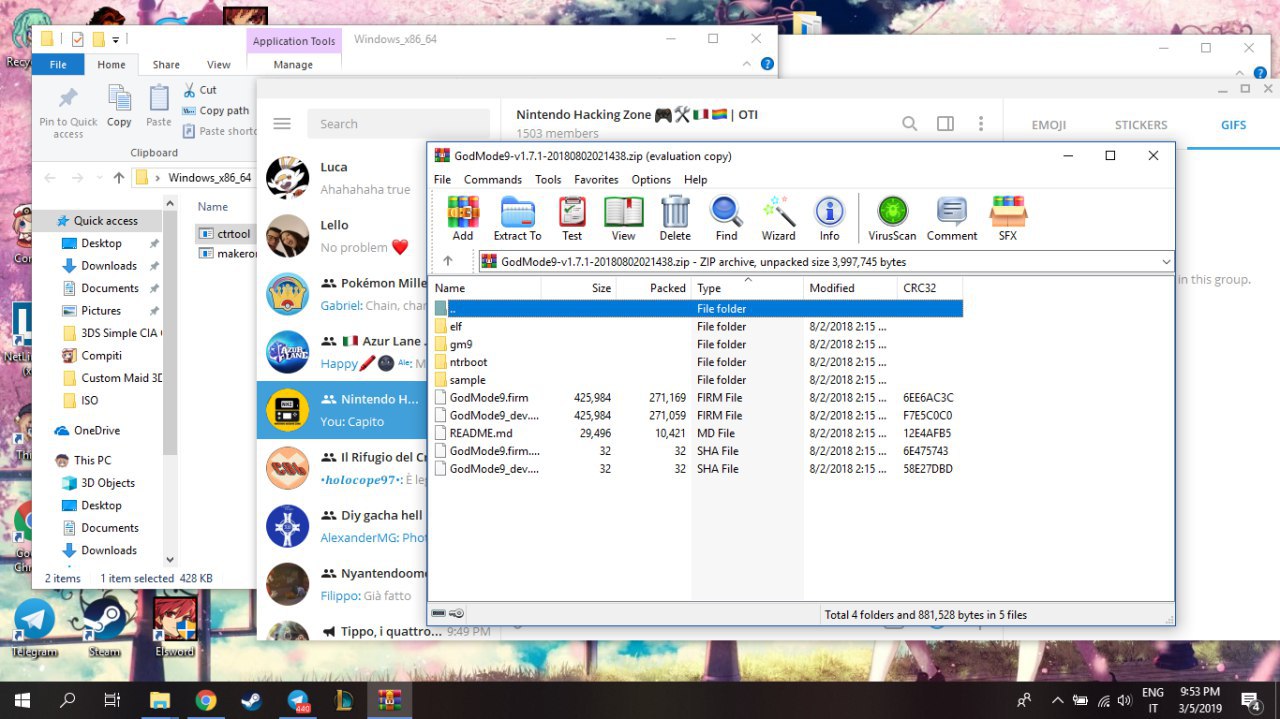 Application Tools
Windows_x86_64
File
Home
Share
View
Manage
Pin to Quick access
Copy
Paste
Cut
Copy path
Paste shortc
Clipboard
Windows_x86_64
Name
Quick access
Desktop
Downloads
Documents
Pictures
3DS Simple CIA
Compiti
Custom Maid 3D
ISO
OneDrive
This PC
3D Objects
Desktop
Documents
Downloads
ctrtool
makerom
2 items
1 item selected 428 KB
Search
Nintendo Hacking Zone 🎮🛠🇮🇹🏳️‍🌈 | OTI
1503 members
EMOJI
STICKERS
GIFS
in this group.
Luca
Ahahahaha true
Lello
No problem ❤
Pokémon Mille
Gabriel: Chain, chan
🇮🇹 Azur Lane
Happy
Nintendo H...
You: Capito
Il Rifugio del Cr
•holocope97•: È le
Diy gacha hell
AlexanderMG: Phot
Nyantendoome
Filippo: Già fatto
Tippo, i quattro...
9:49 PM
GodMode9-v1.7.1-20180802021438.zip (evaluation copy)
File Commands Tools Favorites Options Help
Add Extract To Test View Delete Find Wizard Info VirusScan Comment SFX
GodMode9-v1.7.1-20180802021438.zip - ZIP archive, unpacked size 3,997,745 bytes
Name Size Packed Type Modified CRC32
.. File folder
elf File folder 8/2/2018 2:15 ...
gm9 File folder 8/2/2018 2:15 ...
ntrboot File folder 8/2/2018 2:15 ...
sample File folder 8/2/2018 2:15 ...
GodMode9.firm 425,984 271,169 FIRM File 8/2/2018 2:15 ... 6EE6AC3C
GodMode9_dev.... 425,984 271,059 FIRM File 8/2/2018 2:15 ... F7E5C0C0
README.md 29,496 10,421 MD File 8/2/2018 2:15 ... 12E4AFB5
GodMode9.firm.... 32 32 SHA File 8/2/2018 2:15 ... 6E475743
GodMode9_dev.... 32 32 SHA File 8/2/2018 2:15 ... 58E27DBD
Total 4 folders and 881,528 bytes in 5 files
Telegram
Steam
Elsword
440
ENG
IT
9:53 PM
3/5/2019
4